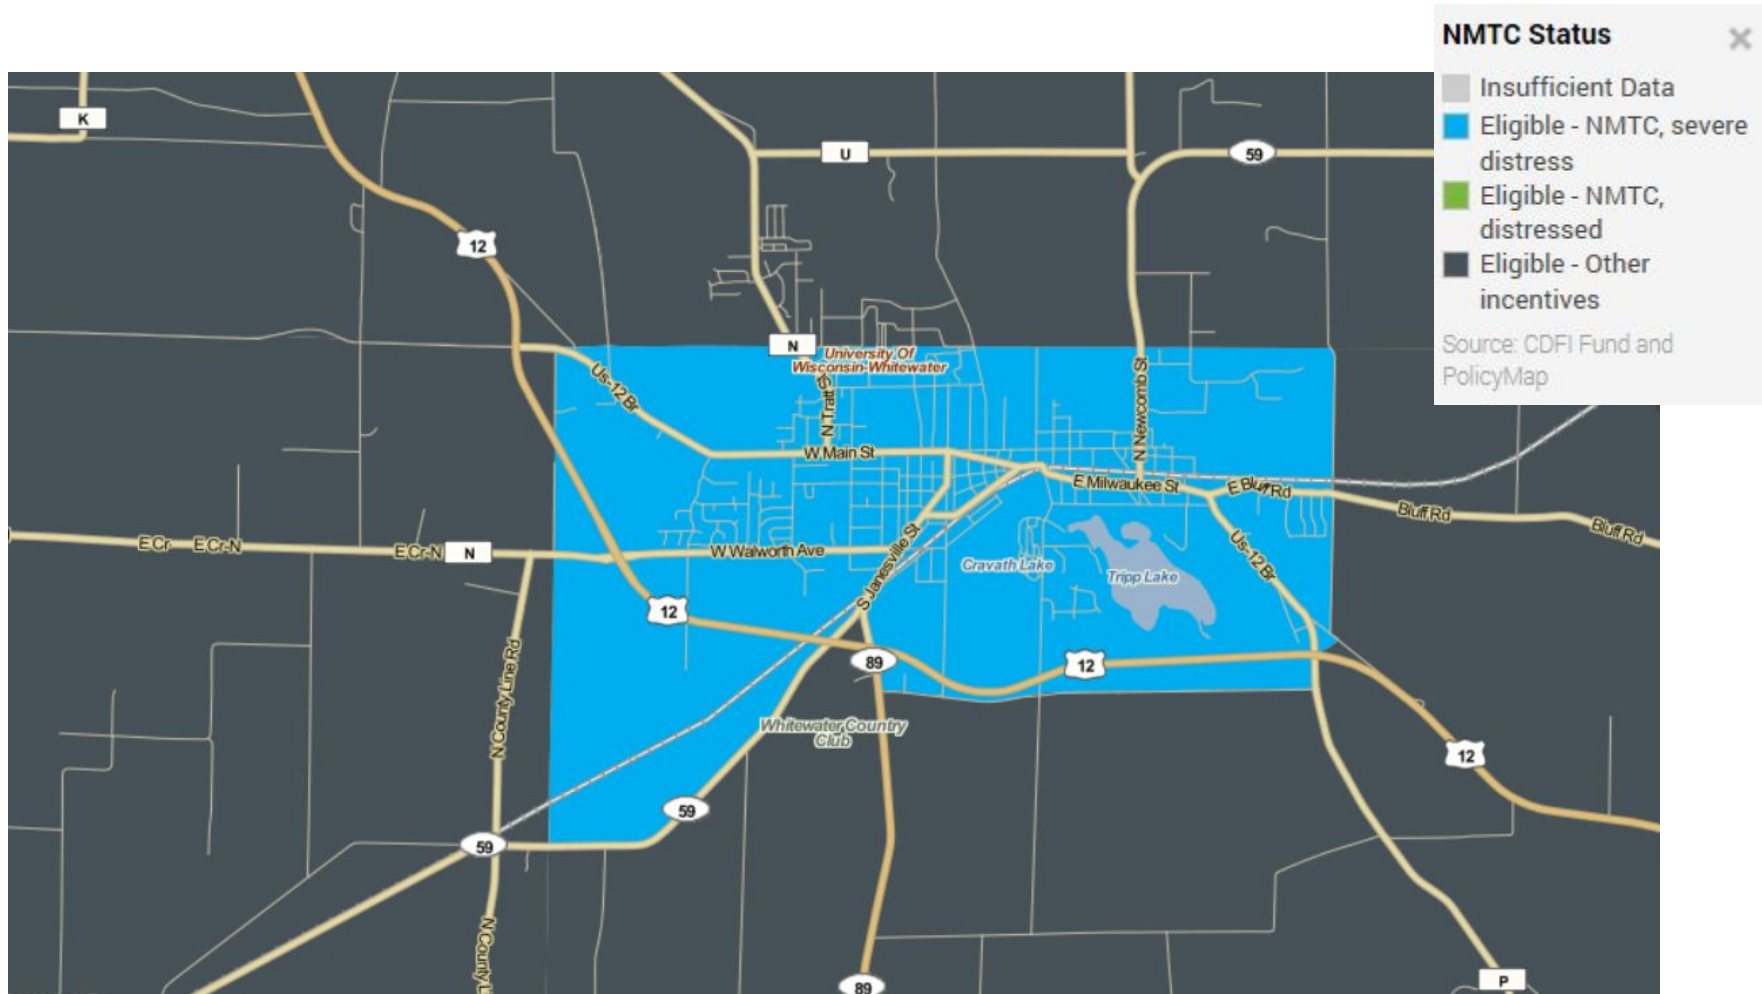 NMTC Status
Insufficient Data
Eligible - NMTC, severe
distress
Eligible - NMTC,
distressed
Eligible - Other
incentives
Source: CDFI Fund and
PolicyMap
K
U
59
12
N
University Of
Wisconsin-Whitewater
Us-12 Br
N Tratt St
N Newcomb St
W Main St
E Milwaukee St
E Bluff Rd
Bluff Rd
Bluff Rd
E Cr
E Cr-N
E Cr-N
N
W Walworth Ave
S Janesville St
Cravath Lake
Tripp Lake
Us-12 Br
12
89
12
N County Line Rd
Whitewater Country
Club
12
59
59
N County L
89
P